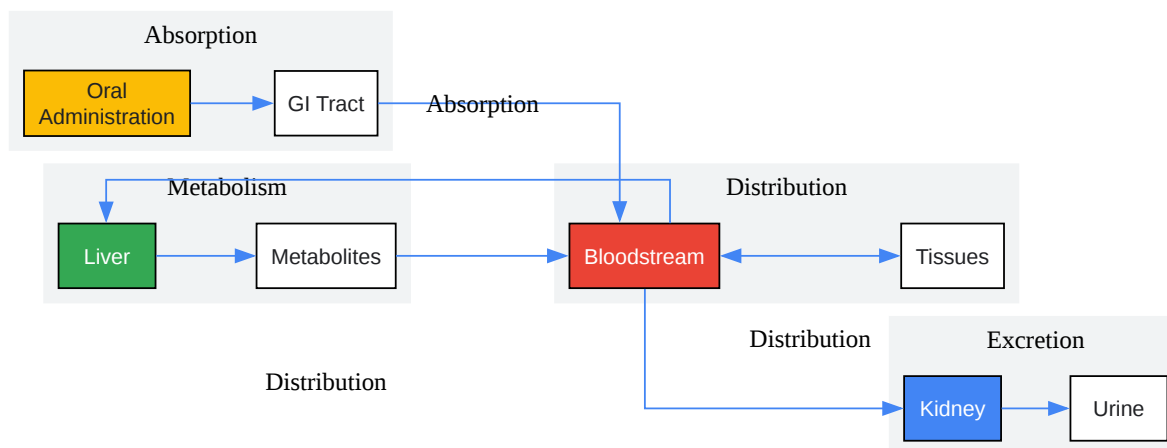 Absorption
Oral
Administration
GI Tract
Absorption
Metabolism
Distribution
Liver
Metabolites
Bloodstream
Tissues
Distribution
Excretion
Distribution
Kidney
Urine